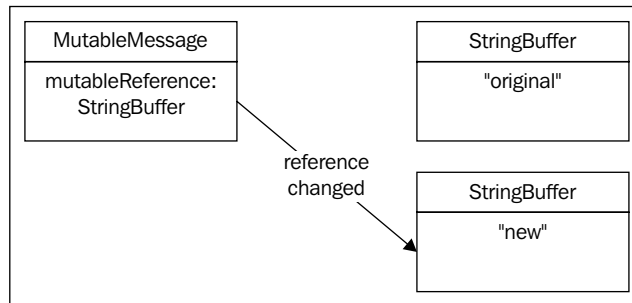 MutableMessage
mutableReference:
StringBuffer
StringBuffer
"original"
reference
changed
StringBuffer
"new"